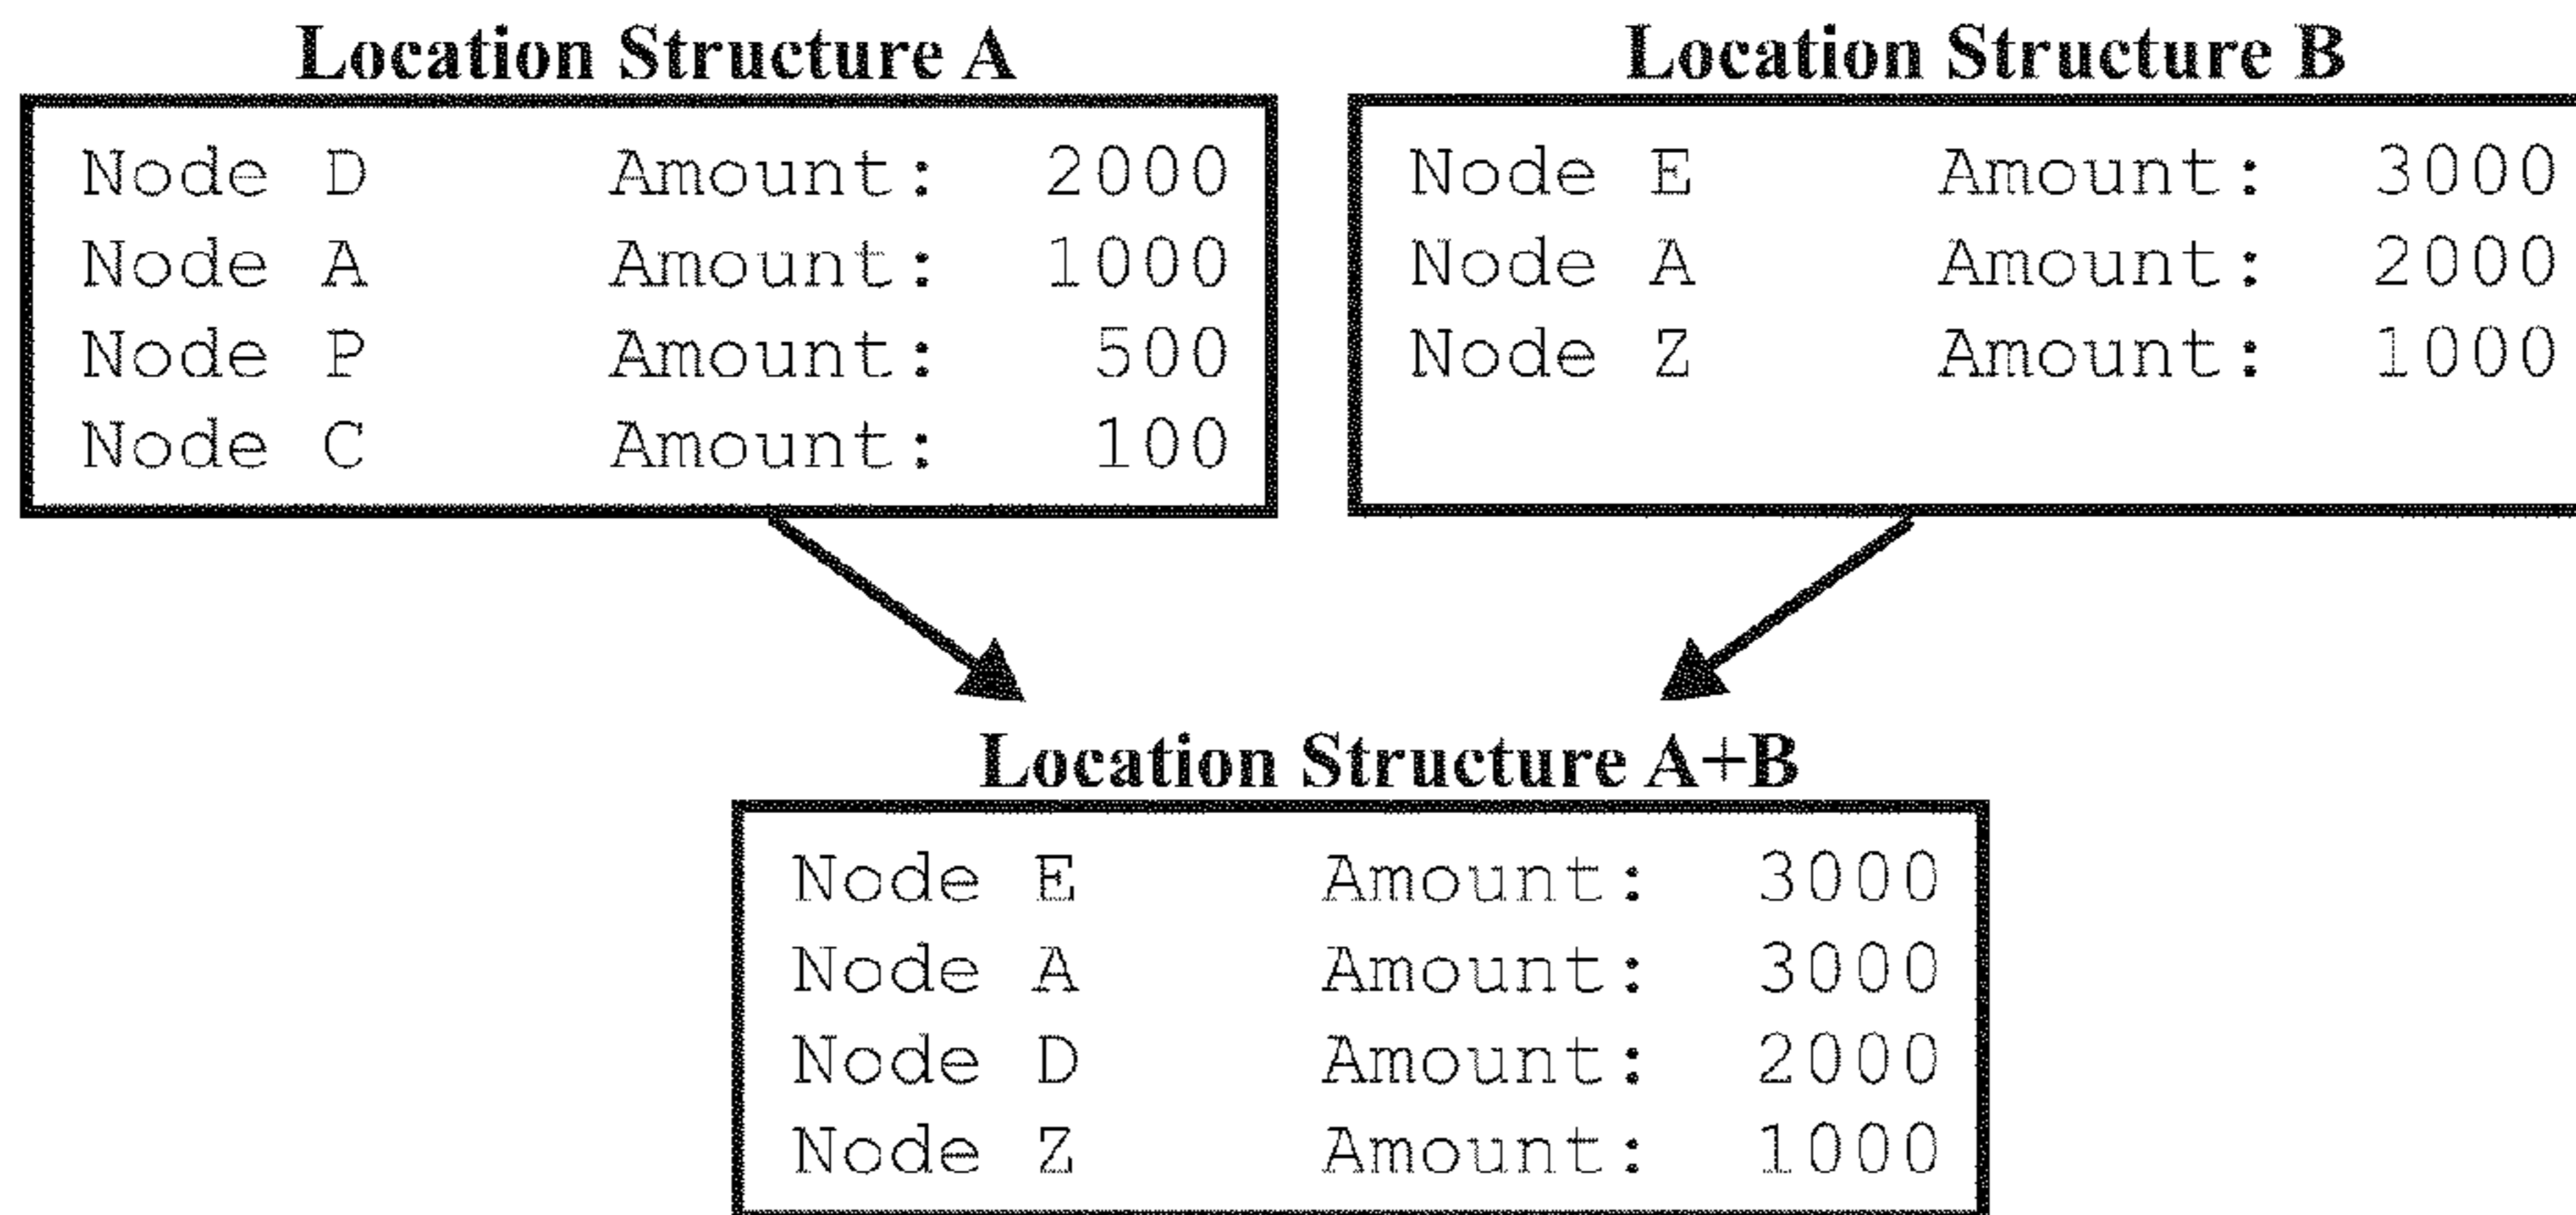 Location Structure A
Node D Amount: 2000
Node A Amount: 1000
Node P Amount: 500
Node C Amount: 100
Location Structure B
Node E Amount: 3000
Node A Amount: 2000
Node Z Amount: 1000
Location Structure A+B
Node E Amount: 3000
Node A Amount: 3000
Node D Amount: 2000
Node Z Amount: 1000